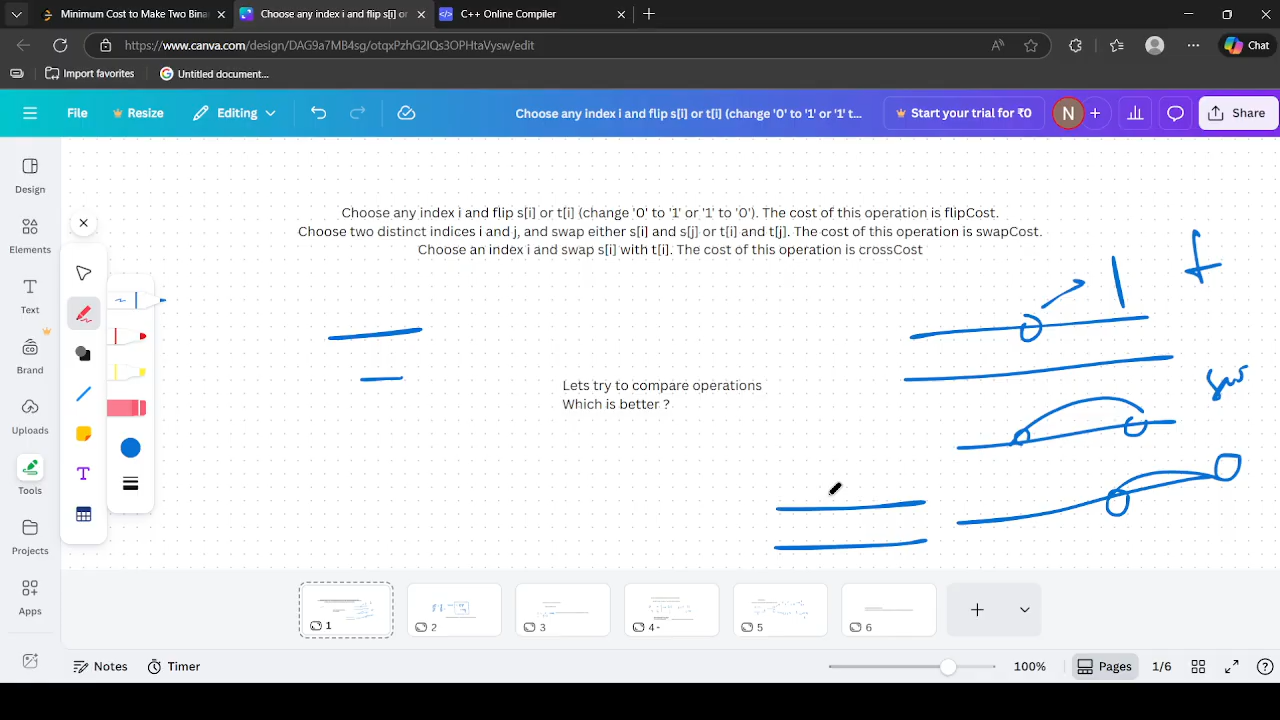 Minimum Cost to Make Two Binar
Choose any index i and flip s[i] or
C++ Online Compiler
https://www.canva.com/design/DAG9a7MB4sg/otqxPzhG2IQs3OPHtaVysw/edit
Chat
Import favorites
Untitled document...
File
Resize
Editing
Choose any index i and flip s[i] or t[i] (change '0' to '1' or '1' t...
Start your trial for ₹0
N
Share
Design
Elements
Text
Brand
Uploads
Tools
Projects
Apps
Choose any index i and flip s[i] or t[i] (change '0' to '1' or '1' to '0'). The cost of this operation is flipCost.
Choose two distinct indices i and j, and swap either s[i] and s[j] or t[i] and t[j]. The cost of this operation is swapCost.
Choose an index i and swap s[i] with t[i]. The cost of this operation is crossCost
Lets try to compare operations
Which is better ?
1
f
sw
1
2
3
4
5
6
Notes
Timer
100%
Pages
1/6